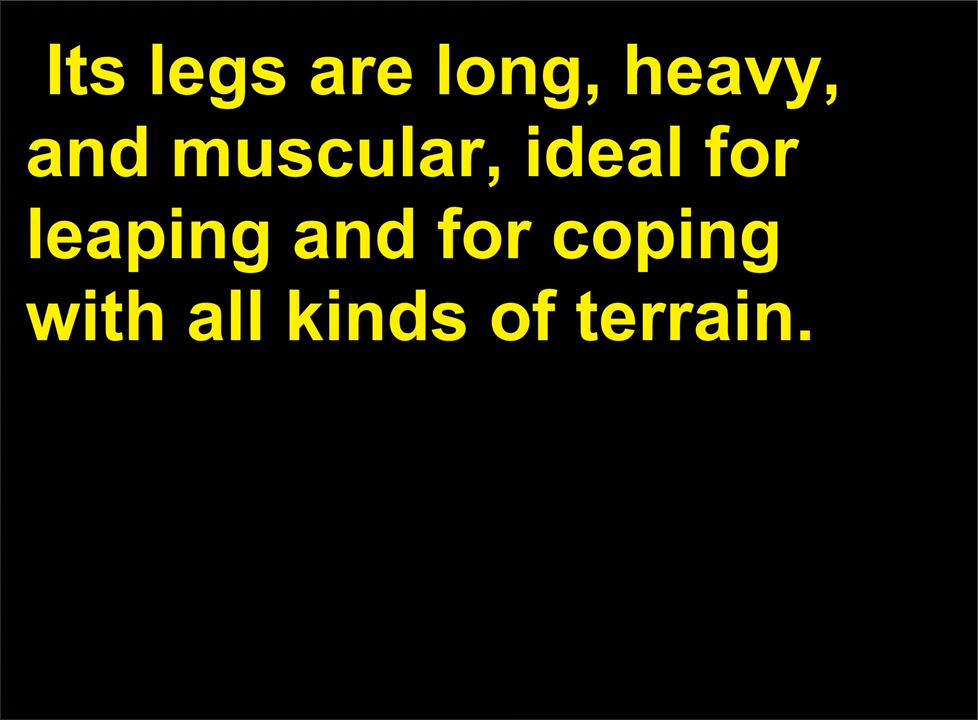 Its legs are long, heavy,
and muscular, ideal for
leaping and for coping
with all kinds of terrain.